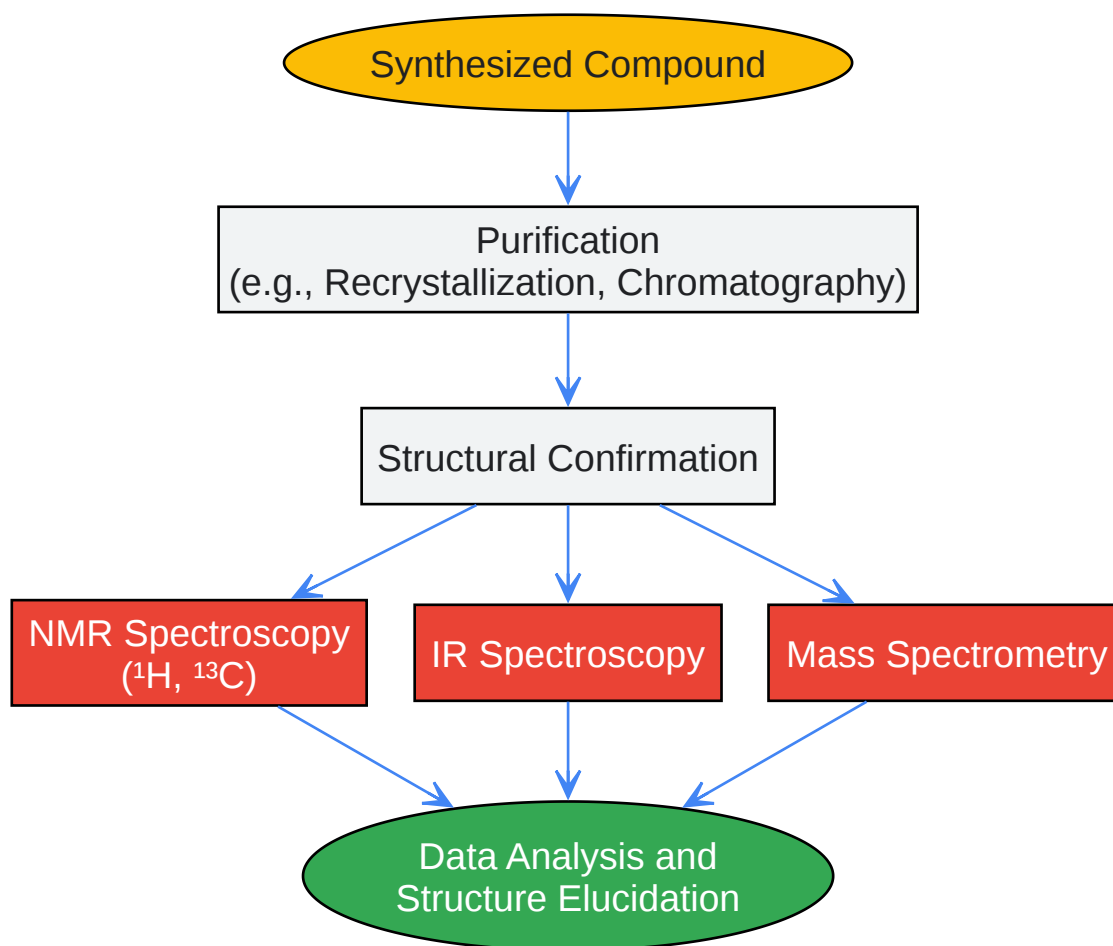 Synthesized Compound
Purification
(e.g., Recrystallization, Chromatography)
Structural Confirmation
NMR Spectroscopy
(¹H, ¹³C)
IR Spectroscopy
Mass Spectrometry
Data Analysis and
Structure Elucidation